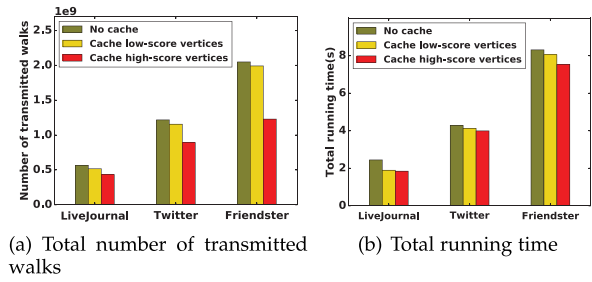 1e9
No cache
Cache low-score vertices
Cache high-score vertices
Number of transmitted walks
2.5
2.0
1.5
1.0
0.5
0.0
LiveJournal Twitter Friendster
(a) Total number of transmitted
walks
No cache
Cache low-score vertices
Cache high-score vertices
Total running time(s)
8
6
4
2
0
LiveJournal Twitter Friendster
(b) Total running time